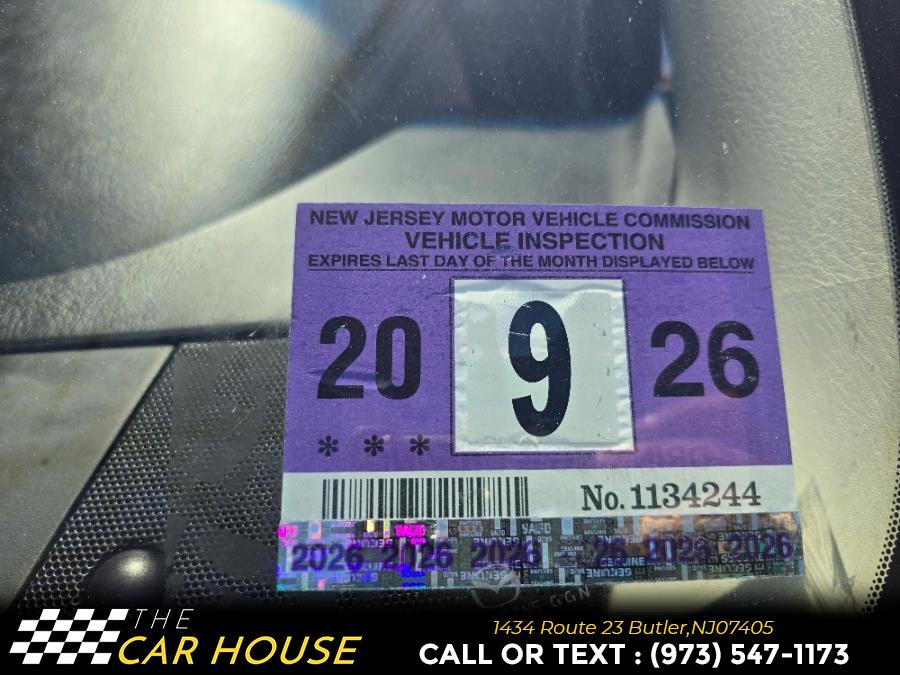 NEW JERSEY MOTOR VEHICLE COMMISSION
VEHICLE INSPECTION
EXPIRES LAST DAY OF THE MONTH DISPLAYED BELOW
20 9 26
* * *
No. 1134244
2026 2026 2026 26 2026 2026
THE
CAR HOUSE
1434 Route 23 Butler,NJ07405
CALL OR TEXT : (973) 547-1173